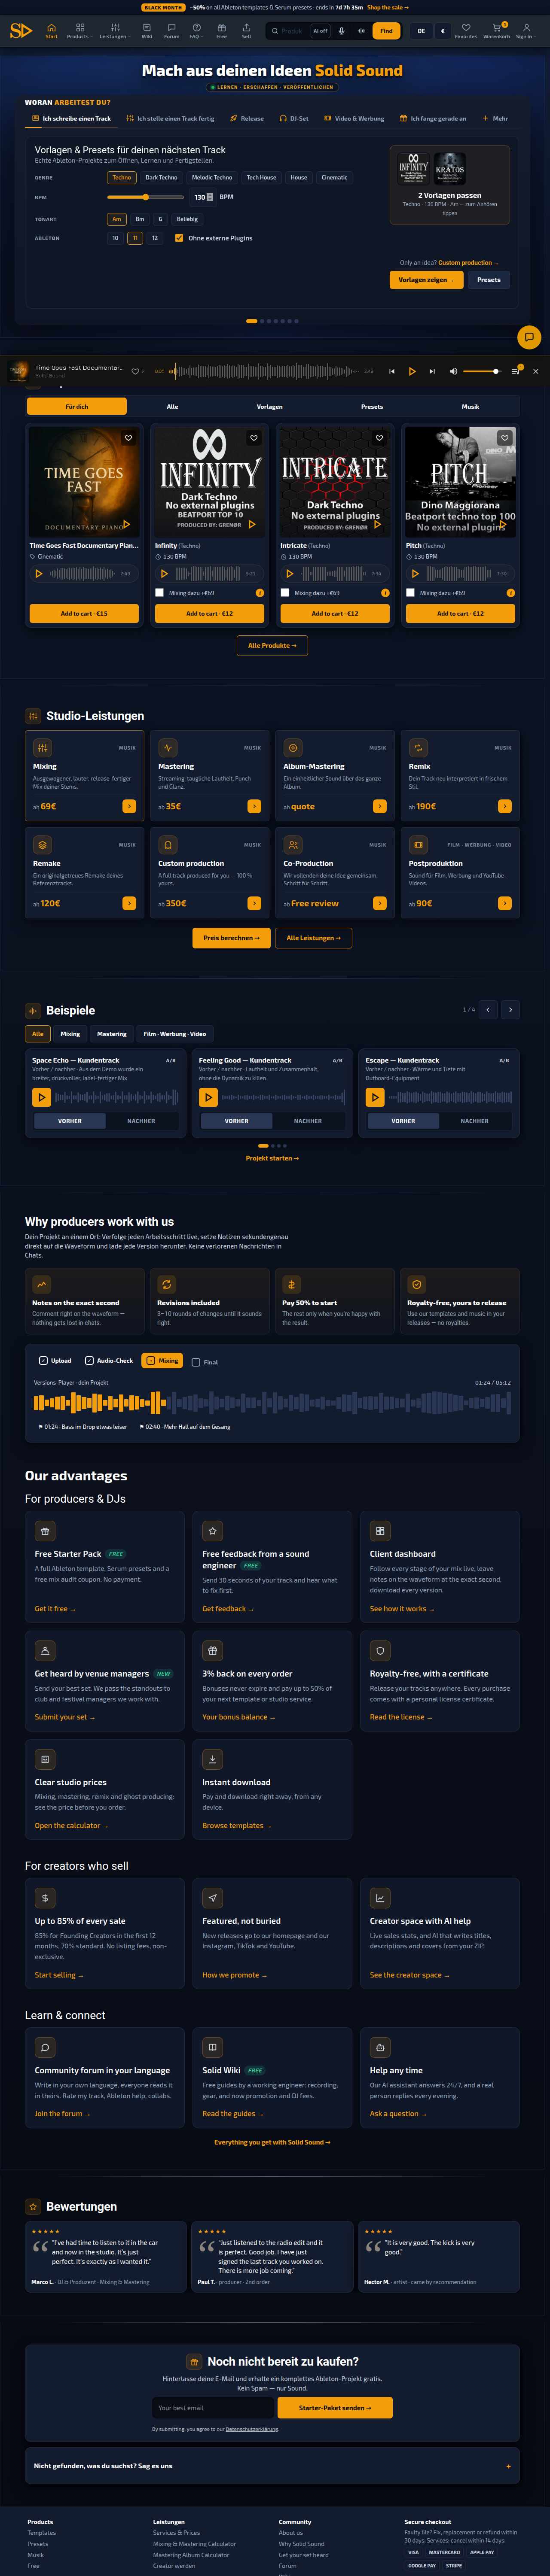 BLACK MONTH −50% on all Ableton templates & Serum presets · ends in 7d 7h 35m Shop the sale →
Start Products Leistungen Wiki Forum FAQ Free Sell
AI off Find DE € Favorites Warenkorb Sign in
Mach aus deinen Ideen Solid Sound
LERNEN · ERSCHAFFEN · VERÖFFENTLICHEN
WORAN ARBEITEST DU?
Ich schreibe einen Track
Ich stelle einen Track fertig
Release
DJ-Set
Video & Werbung
Ich fange gerade an
Mehr
Vorlagen & Presets für deinen nächsten Track
Echte Ableton-Projekte zum Öffnen, Lernen und Fertigstellen.
GENRE Techno Dark Techno Melodic Techno Tech House House Cinematic
BPM 130 BPM
TONART Am Bm G Beliebig
ABLETON 10 11 12 Ohne externe Plugins
2 Vorlagen passen
Techno · 130 BPM · Am — zum Anhören tippen
Only an idea? Custom production →
Vorlagen zeigen → Presets
Time Goes Fast Documentar...
Solid Sound
2 0:01 2:49
Für dich Alle Vorlagen Presets Musik
TIME GOES FAST
DOCUMENTARY PIANO
Time Goes Fast Documentary Pian...
Cinematic
2:49
Add to cart · €15
INFINITY
Dark Techno
No external plugins
BEATPORT TOP 10
PRODUCED BY: GRENØR
Infinity (Techno)
130 BPM
5:21
Mixing dazu +€69
Add to cart · €12
INTRICATE
Dark Techno
No external plugins
PRODUCED BY: GRENØR
Intricate (Techno)
130 BPM
7:34
Mixing dazu +€69
Add to cart · €12
PITCH
Dino Maggiorana
Beatport techno top 100
No external plugins
Pitch (Techno)
130 BPM
7:30
Mixing dazu +€69
Add to cart · €12
Alle Produkte →
Studio-Leistungen
MUSIK
Mixing
Ausgewogener, lauter, release-fertiger Mix deiner Stems.
ab 69€
MUSIK
Mastering
Streaming-taugliche Lautheit, Punch und Glanz.
ab 35€
MUSIK
Album-Mastering
Ein einheitlicher Sound über das ganze Album.
ab quote
MUSIK
Remix
Dein Track neu interpretiert in frischem Stil.
ab 190€
MUSIK
Remake
Ein originalgetreues Remake deines Referenztracks.
ab 120€
MUSIK
Custom production
A full track produced for you — 100 % yours.
ab 350€
MUSIK
Co-Production
Wir vollenden deine Idee gemeinsam, Schritt für Schritt.
ab Free review
FILM · WERBUNG · VIDEO
Postproduktion
Sound für Film, Werbung und YouTube-Videos.
ab 90€
Preis berechnen → Alle Leistungen →
Beispiele
1 / 4
Alle Mixing Mastering Film · Werbung · Video
Space Echo — Kundentrack A/B
Vorher / nachher · Aus dem Demo wurde ein breiter, druckvoller, label-fertiger Mix
VORHER NACHHER
Feeling Good — Kundentrack A/B
Vorher / nachher · Lautheit und Zusammenhalt, ohne die Dynamik zu killen
VORHER NACHHER
Escape — Kundentrack A/B
Vorher / nachher · Wärme und Tiefe mit Outboard-Equipment
VORHER NACHHER
Projekt starten →
Why producers work with us
Dein Projekt an einem Ort: Verfolge jeden Arbeitsschritt live, setze Notizen sekundengenau
direkt auf die Waveform und lade jede Version herunter. Keine verlorenen Nachrichten in
Chats.
Notes on the exact second
Comment right on the waveform — nothing gets lost in chats.
Revisions included
3–10 rounds of changes until it sounds right.
Pay 50% to start
The rest only when you're happy with the result.
Royalty-free, yours to release
Use our templates and music in your releases — no royalties.
Upload Audio-Check Mixing Final
Versions-Player · dein Projekt 01:24 / 05:12
01:24 · Bass im Drop etwas leiser 02:40 · Mehr Hall auf dem Gesang
Our advantages
For producers & DJs
Free Starter Pack FREE
A full Ableton template, Serum presets and a free mix audit coupon. No payment.
Get it free →
Free feedback from a sound engineer FREE
Send 30 seconds of your track and hear what to fix first.
Get feedback →
Client dashboard
Follow every stage of your mix live, leave notes on the waveform at the exact second, download every version.
See how it works →
Get heard by venue managers NEW
Send your best set. We pass the standouts to club and festival managers we work with.
Submit your set →
3% back on every order
Bonuses never expire and pay up to 50% of your next template or studio service.
Your bonus balance →
Royalty-free, with a certificate
Release your tracks anywhere. Every purchase comes with a personal license certificate.
Read the license →
Clear studio prices
Mixing, mastering, remix and ghost producing: see the price before you order.
Open the calculator →
Instant download
Pay and download right away, from any device.
Browse templates →
For creators who sell
Up to 85% of every sale
85% for Founding Creators in the first 12 months, 70% standard. No listing fees, non-exclusive.
Start selling →
Featured, not buried
New releases go to our homepage and our Instagram, TikTok and YouTube.
How we promote →
Creator space with AI help
Live sales stats, and AI that writes titles, descriptions and covers from your ZIP.
See the creator space →
Learn & connect
Community forum in your language
Write in your own language, everyone reads it in theirs. Rate my track, Ableton help, collabs.
Join the forum →
Solid Wiki FREE
Free guides by a working engineer: recording, gear, and now promotion and DJ fees.
Read the guides →
Help any time
Our AI assistant answers 24/7, and a real person replies every evening.
Ask a question →
Everything you get with Solid Sound →
Bewertungen
★★★★★
"I've had time to listen to it in the car and now in the studio. It's just perfect. It's exactly as I wanted it."
Marco L. · DJ & Produzent · Mixing & Mastering
★★★★★
"Just listened to the radio edit and it is perfect. Good job. I have just signed the last track you worked on. There is more job coming."
Paul T. · producer · 2nd order
★★★★★
"It is very good. The kick is very good."
Hector M. · artist · came by recommendation
Noch nicht bereit zu kaufen?
Hinterlasse deine E-Mail und erhalte ein komplettes Ableton-Projekt gratis.
Kein Spam — nur Sound.
Your best email Starter-Paket senden →
By submitting, you agree to our Datenschutzerklärung.
Nicht gefunden, was du suchst? Sag es uns +
Products
Templates
Presets
Musik
Free
Leistungen
Services & Prices
Mixing & Mastering Calculator
Mastering Album Calculator
Creator werden
Community
About us
Why Solid Sound
Get your set heard
Forum
Secure checkout
Faulty file? Fix, replacement or refund within 30 days. Services: cancel within 14 days.
VISA MASTERCARD APPLE PAY
GOOGLE PAY STRIPE